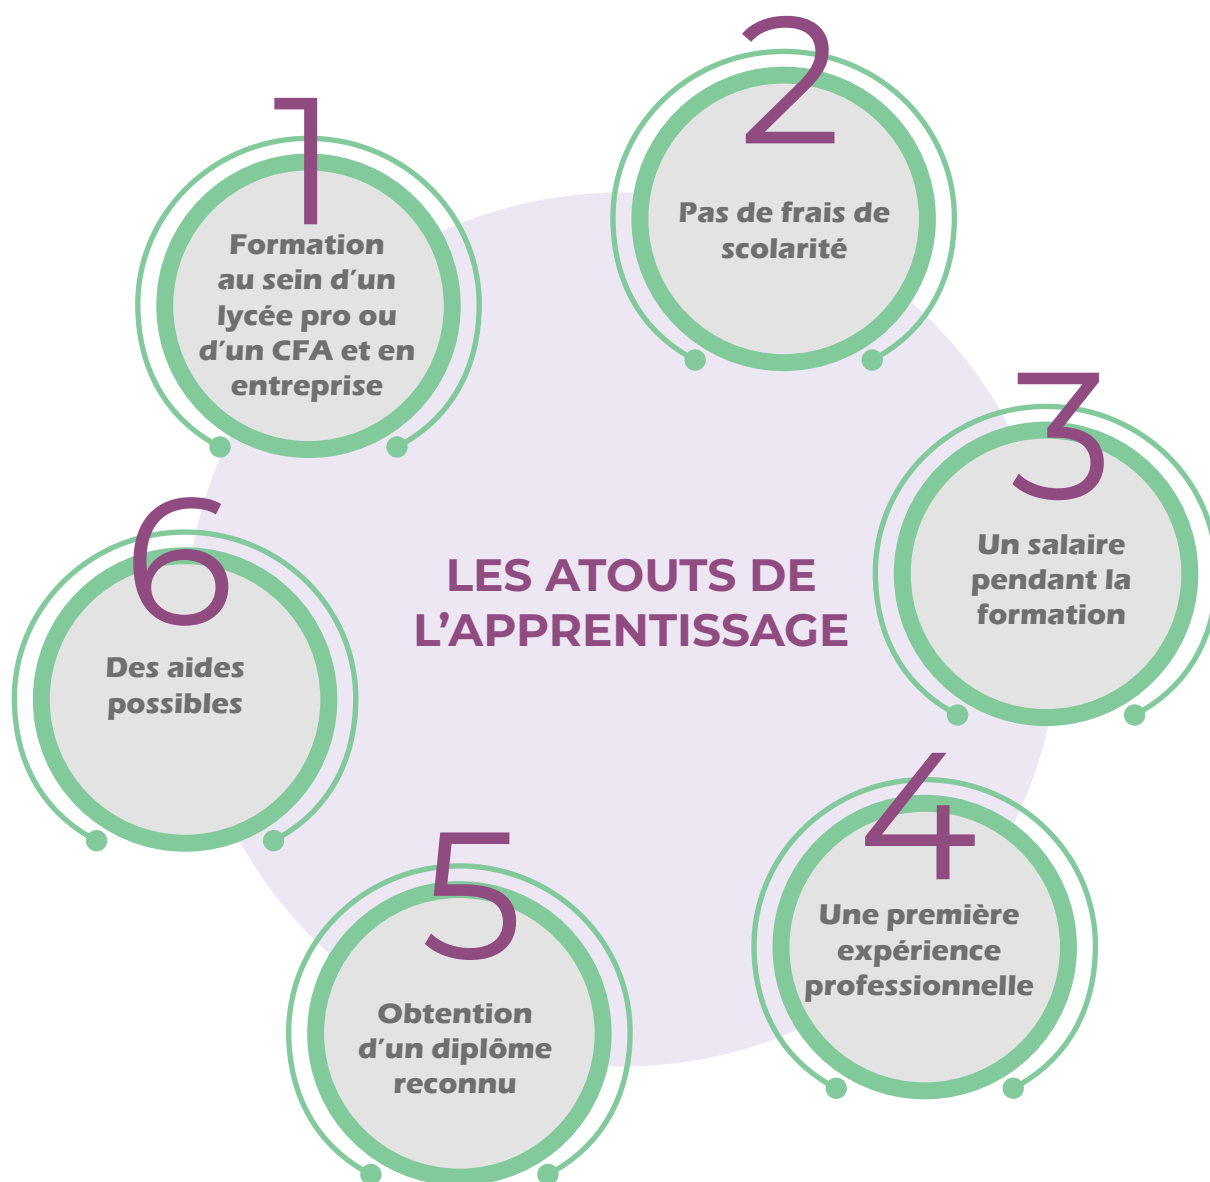 1
Formation
au sein d’un
lycée pro ou
d’un CFA et en
entreprise
2
Pas de frais de
scolarité
3
Un salaire
pendant la
formation
4
Une première
expérience
professionnelle
5
Obtention
d’un diplôme
reconnu
6
Des aides
possibles
LES ATOUTS DE
L’APPRENTISSAGE